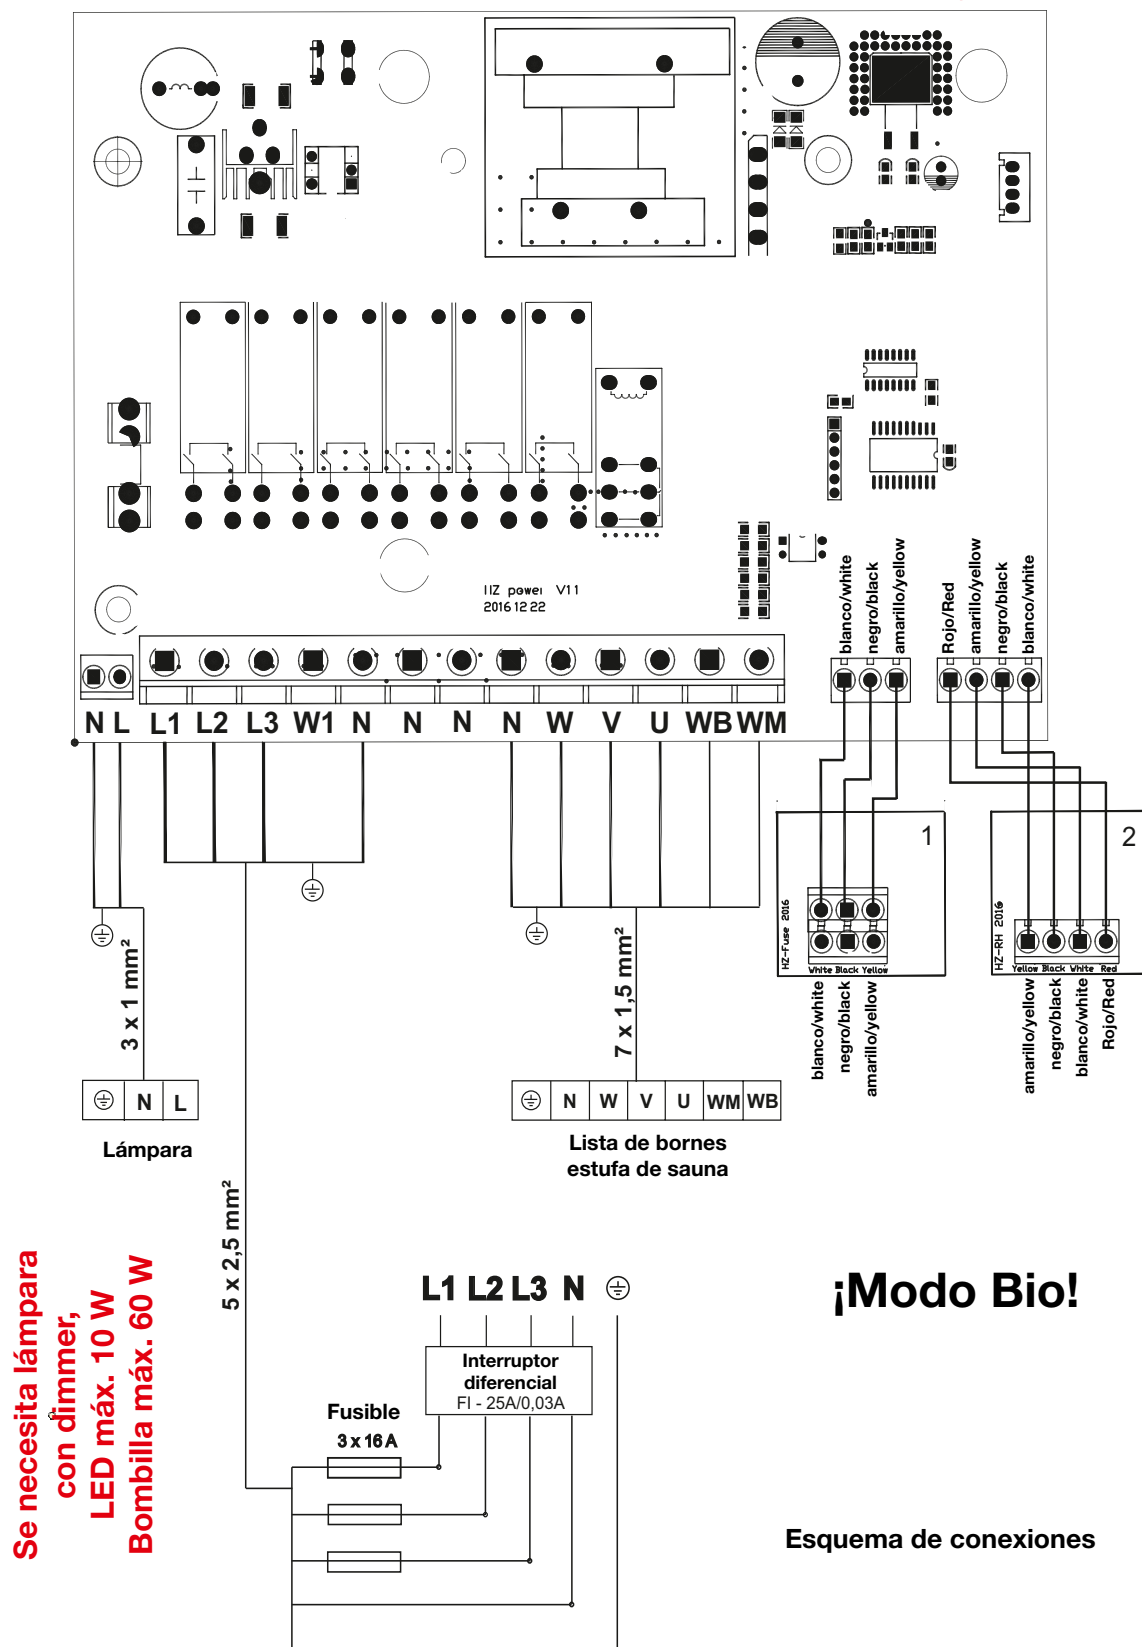 IIZ power V1 1
2016 12 22
blanco/white
negro/black
amarillo/yellow
Rojo/Red
amarillo/yellow
negro/black
blanco/white
N L L1 L2 L3 W1 N N N N W V U WB WM
1
2
HZ-Fuse 2016
HZ-RH 2016
White Black Yellow
Yellow Black White Red
blanco/white
negro/black
amarillo/yellow
amarillo/yellow
negro/black
blanco/white
Rojo/Red
3 x 1 mm²
7 x 1,5 mm²
N L
Lámpara
N W V U WM WB
Lista de bornes
estufa de sauna
5 x 2,5 mm²
Se necesita lámpara
con dimmer,
LED máx. 10 W
Bombilla máx. 60 W
L1 L2 L3 N
¡Modo Bio!
Interruptor
diferencial
FI - 25A/0,03A
Fusible
3 x 16 A
Esquema de conexiones